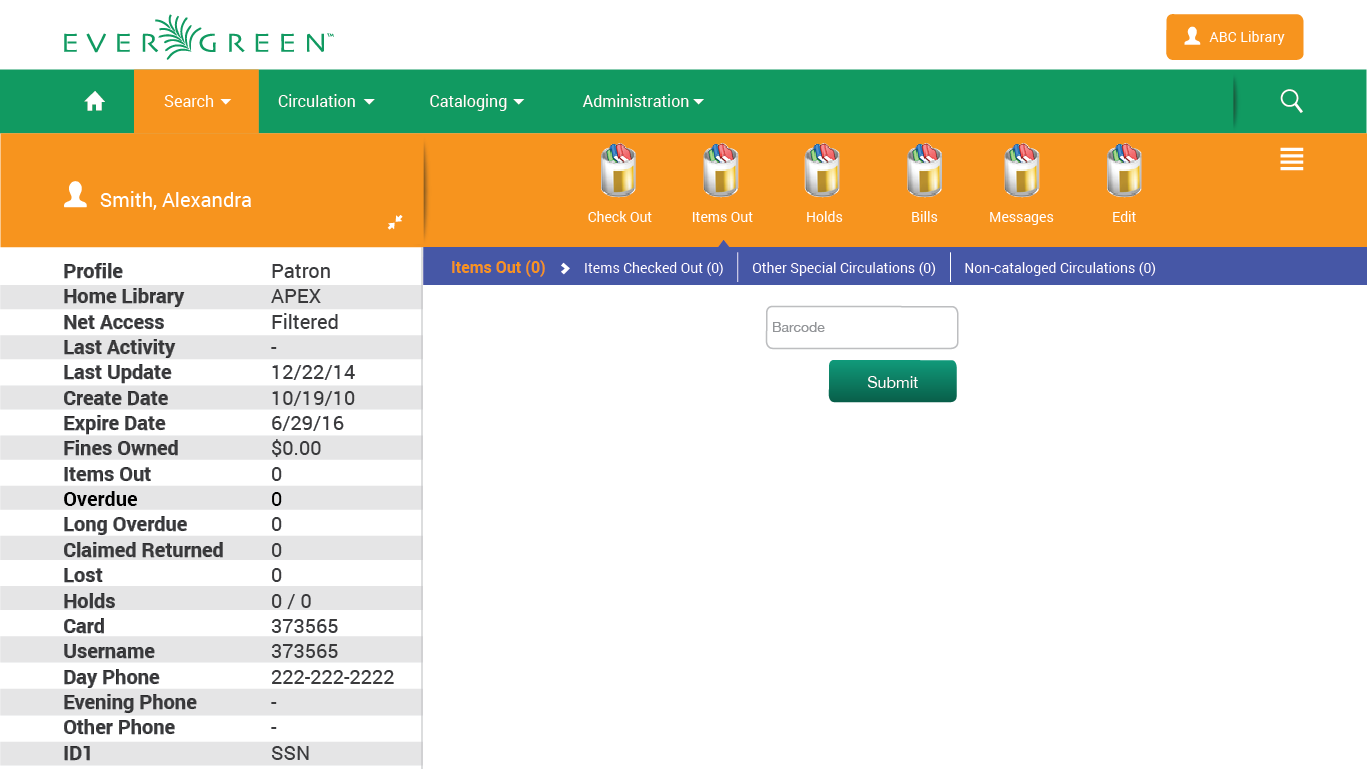 EVERGREEN™
ABC Library
Search
Circulation
Cataloging
Administration
Smith, Alexandra
Check Out
Items Out
Holds
Bills
Messages
Edit
Items Out (0)
Items Checked Out (0)
Other Special Circulations (0)
Non-cataloged Circulations (0)
Profile Patron
Home Library APEX
Net Access Filtered
Last Activity -
Last Update 12/22/14
Create Date 10/19/10
Expire Date 6/29/16
Fines Owned $0.00
Items Out 0
Overdue 0
Long Overdue 0
Claimed Returned 0
Lost 0
Holds 0 / 0
Card 373565
Username 373565
Day Phone 222-222-2222
Evening Phone -
Other Phone -
ID1 SSN
Barcode
Submit